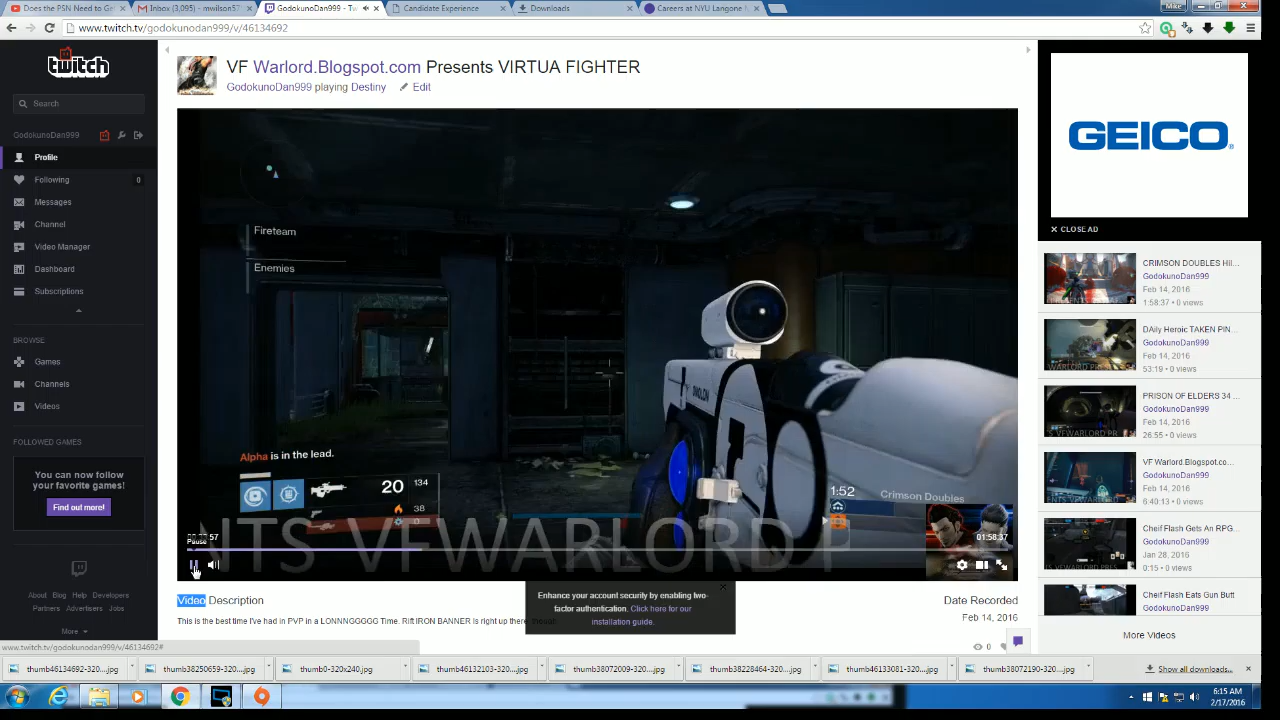 Does the PSN Need to Ge
Inbox (3,095) - mwilson57
GodokunoDan999 - Tw
Candidate Experience
Downloads
Careers at NYU Langone
Mike
www.twitch.tv/godokunodan999/v/46134692
twitch
Search
GodokunoDan999
Profile
Following
0
Messages
Channel
Video Manager
Dashboard
Subscriptions
BROWSE
Games
Channels
Videos
FOLLOWED GAMES
You can now follow
your favorite games!
Find out more!
About Blog Help Developers
Partners Advertisers Jobs
More
VF Warlord.Blogspot.com Presents VIRTUA FIGHTER
GodokunoDan999 playing Destiny
Edit
Fireteam
Enemies
Alpha is in the lead.
20
134
38
0
OMOLON
1:52
Crimson Doubles
NTS VFWARLORD P
Pause
57
01:58:37
Video Description
Date Recorded
Feb 14, 2016
This is the best time I've had in PVP in a LONNNGGGGG Time. Rift IRON BANNER is right up there
0
Enhance your account security by enabling two-
factor authentication. Click here for our
installation guide.
GEICO
CLOSE AD
CRIMSON DOUBLES Hil...
GodokunoDan999
Feb 14, 2016
1:58:37 • 0 views
DAily Heroic TAKEN PIN...
GodokunoDan999
Feb 14, 2016
53:19 • 0 views
PRISON OF ELDERS 34 ...
GodokunoDan999
Feb 14, 2016
26:55 • 0 views
VF Warlord.Blogspot.co...
GodokunoDan999
Feb 14, 2016
6:40:13 • 0 views
Cheif Flash Gets An RPG...
GodokunoDan999
Jan 28, 2016
0:15 • 0 views
Cheif Flash Eats Gun Butt
GodokunoDan999
More Videos
www.twitch.tv/godokunodan999/v/46134692#
thumb46134692-320...jpg
thumb38250659-320...jpg
thumb0-320x240.jpg
thumb46132103-320...jpg
thumb38072009-320...jpg
thumb38228464-320...jpg
thumb46133081-320...jpg
thumb38072190-320...jpg
Show all downloads...
6:15 AM
2/17/2016